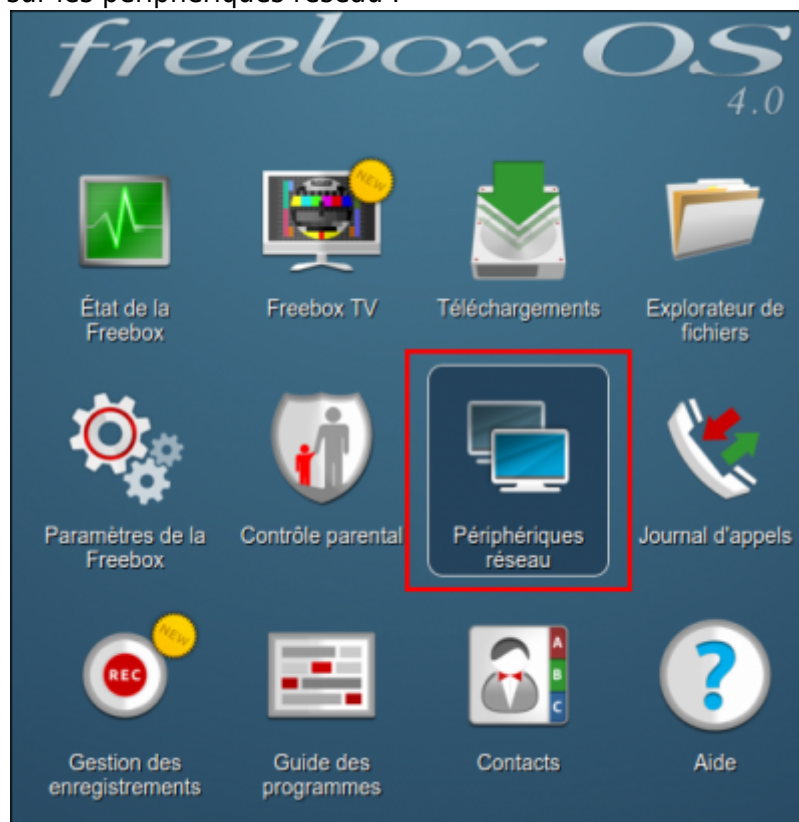 sur les périphériques réseau :
freebox OS
4.0
NEW
État de la
Freebox
Freebox TV
Téléchargements
Explorateur de
fichiers
Paramètres de la
Freebox
Contrôle parental
Périphériques
réseau
Journal d'appels
NEW
REC
A
B
C
?
Gestion des
enregistrements
Guide des
programmes
Contacts
Aide